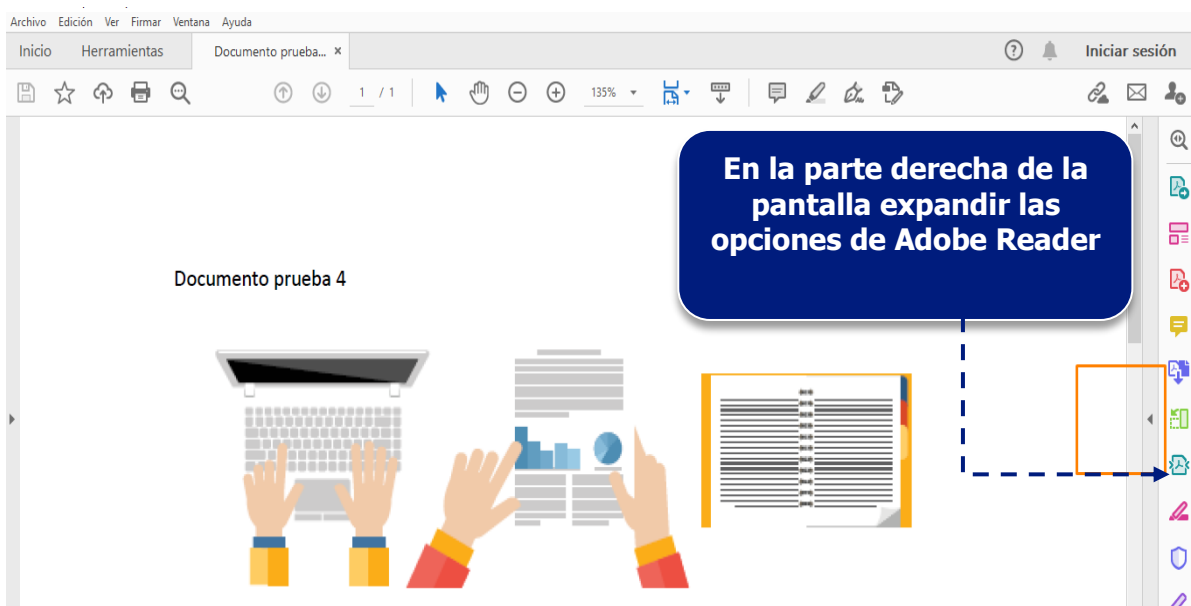 Archivo Edición Ver Firmar Ventana Ayuda
Inicio Herramientas Documento prueba... × ? Iniciar sesión
1 / 1 135%
En la parte derecha de la
pantalla expandir las
opciones de Adobe Reader
Documento prueba 4